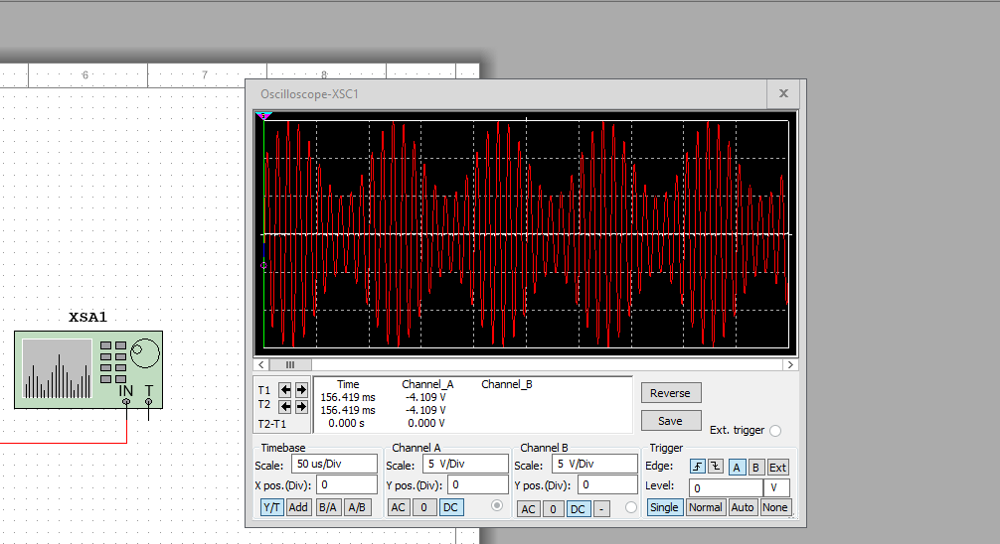 6 7 8
Oscilloscope-XSC1 X
XSA1
IN T
Time Channel_A Channel_B
T1 156.419 ms -4.109 V
T2 156.419 ms -4.109 V
T2-T1 0.000 s 0.000 V
Reverse
Save
Ext. trigger
Timebase Channel A Channel B Trigger
Scale: 50 us/Div Scale: 5 V/Div Scale: 5 V/Div Edge: A B Ext
X pos.(Div): 0 Y pos.(Div): 0 Y pos.(Div): 0 Level: 0 V
Y/T Add B/A A/B AC 0 DC AC 0 DC - Single Normal Auto None